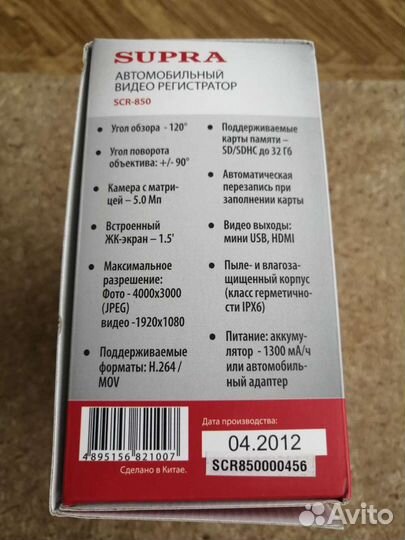 SUPRA
АВТОМОБИЛЬНЫЙ
ВИДЕО РЕГИСТРАТОР
SCR-850
• Угол обзора - 120°
• Угол поворота
объектива: +/- 90°
• Камера с матри-
цей – 5.0 Мп
• Встроенный
ЖК-экран – 1.5'
• Максимальное
разрешение:
Фото - 4000x3000
(JPEG)
видео -1920x1080
• Поддерживаемые
форматы: H.264 /
MOV
• Поддерживаемые
карты памяти –
SD/SDHC до 32 Гб
• Автоматическая
перезапись при
заполнении карты
• Видео выходы:
мини USB, HDMI
• Пыле- и влагоза-
щищенный корпус
(класс герметично-
сти IPX6)
• Питание: аккуму-
лятор - 1300 мА/ч
или автомобиль-
ный адаптер
4895156821007
Сделано в Китае.
Дата производства:
04.2012
SCR850000456
Avito